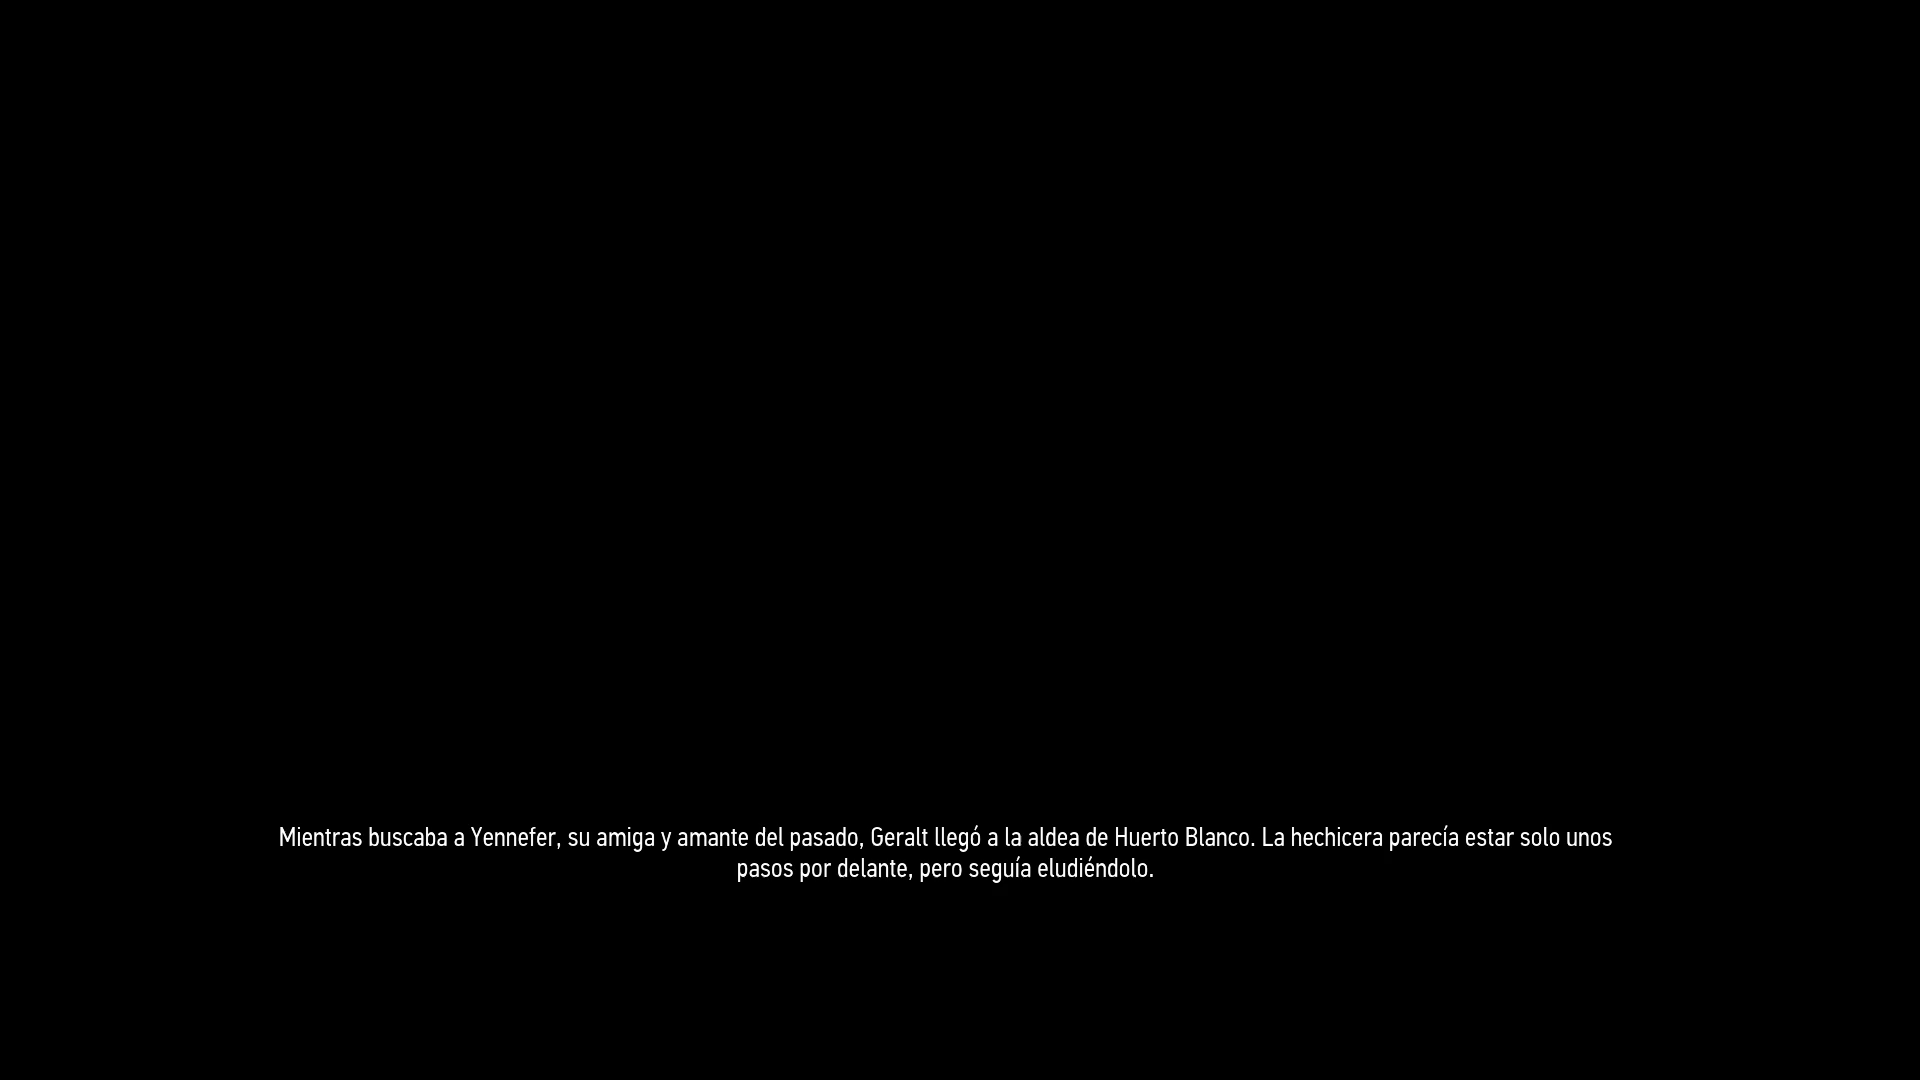 Mientras buscaba a Yennefer, su amiga y amante del pasado, Geralt llegó a la aldea de Huerto Blanco. La hechicera parecía estar solo unos
pasos por delante, pero seguía eludiéndolo.